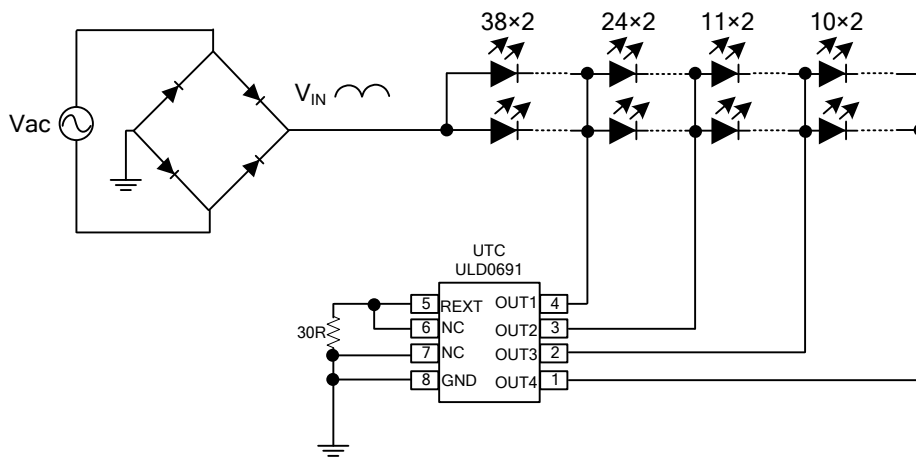 38×2 24×2 11×2 10×2
V_IN
Vac
UTC
ULD0691
5 REXT OUT1 4
30R 6 NC OUT2 3
7 NC OUT3 2
8 GND OUT4 1